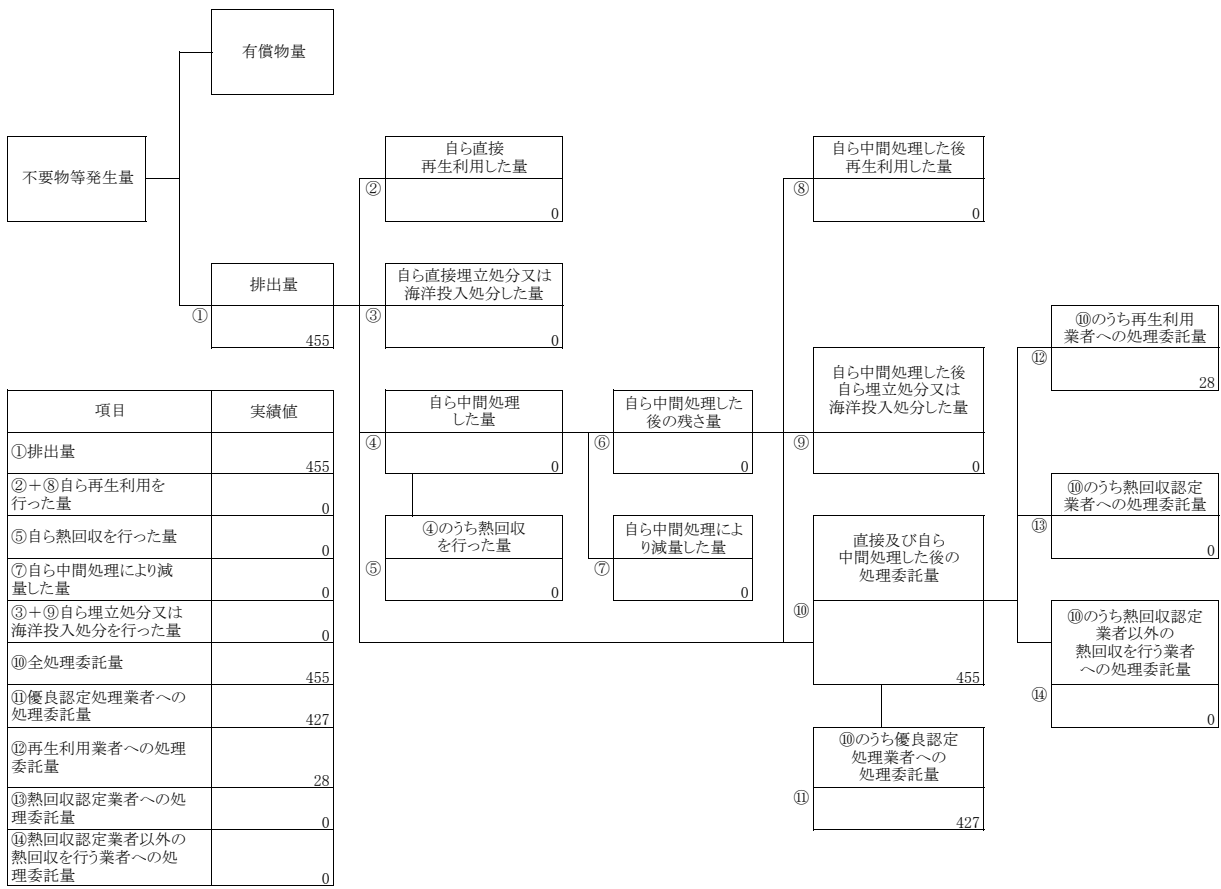 有償物量
不要物等発生量
排出量
①
455
自ら直接
再生利用した量
②
0
自ら直接埋立処分又は
海洋投入処分した量
③
0
自ら中間処理
した量
④
0
④のうち熱回収
を行った量
⑤
0
自ら中間処理した
後の残さ量
⑥
0
自ら中間処理によ
り減量した量
⑦
0
自ら中間処理した後
再生利用した量
⑧
0
自ら中間処理した後
自ら埋立処分又は
海洋投入処分した量
⑨
0
直接及び自ら
中間処理した後の
処理委託量
⑩
455
⑩のうち優良認定
処理業者への
処理委託量
⑪
427
⑩のうち再生利用
業者への処理委託量
⑫
28
⑩のうち熱回収認定
業者への処理委託量
⑬
0
⑩のうち熱回収認定
業者以外の
熱回収を行う業者
への処理委託量
⑭
0
項目 実績値
①排出量
455
②＋⑧自ら再生利用を
行った量
0
⑤自ら熱回収を行った量
0
⑦自ら中間処理により減
量した量
0
③＋⑨自ら埋立処分又は
海洋投入処分を行った量
0
⑩全処理委託量
455
⑪優良認定処理業者への
処理委託量
427
⑫再生利用業者への処理
委託量
28
⑬熱回収認定業者への処
理委託量
0
⑭熱回収認定業者以外の
熱回収を行う業者への処
理委託量
0